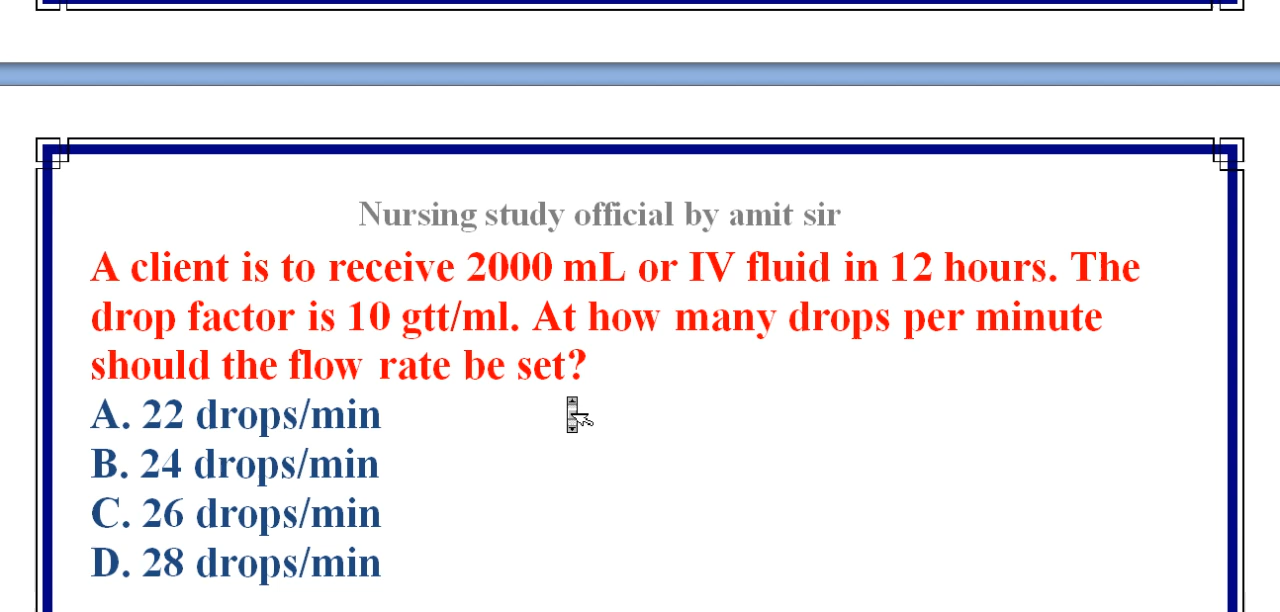 Nursing study official by amit sir
A client is to receive 2000 mL or IV fluid in 12 hours. The
drop factor is 10 gtt/ml. At how many drops per minute
should the flow rate be set?
A. 22 drops/min
B. 24 drops/min
C. 26 drops/min
D. 28 drops/min